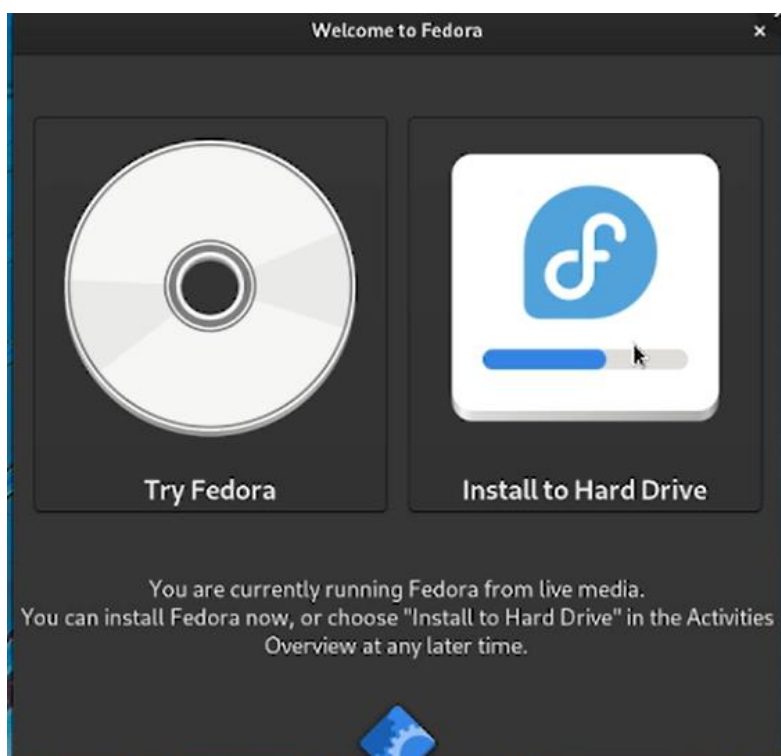 Welcome to Fedora
Try Fedora
Install to Hard Drive
You are currently running Fedora from live media.
You can install Fedora now, or choose "Install to Hard Drive" in the Activities
Overview at any later time.